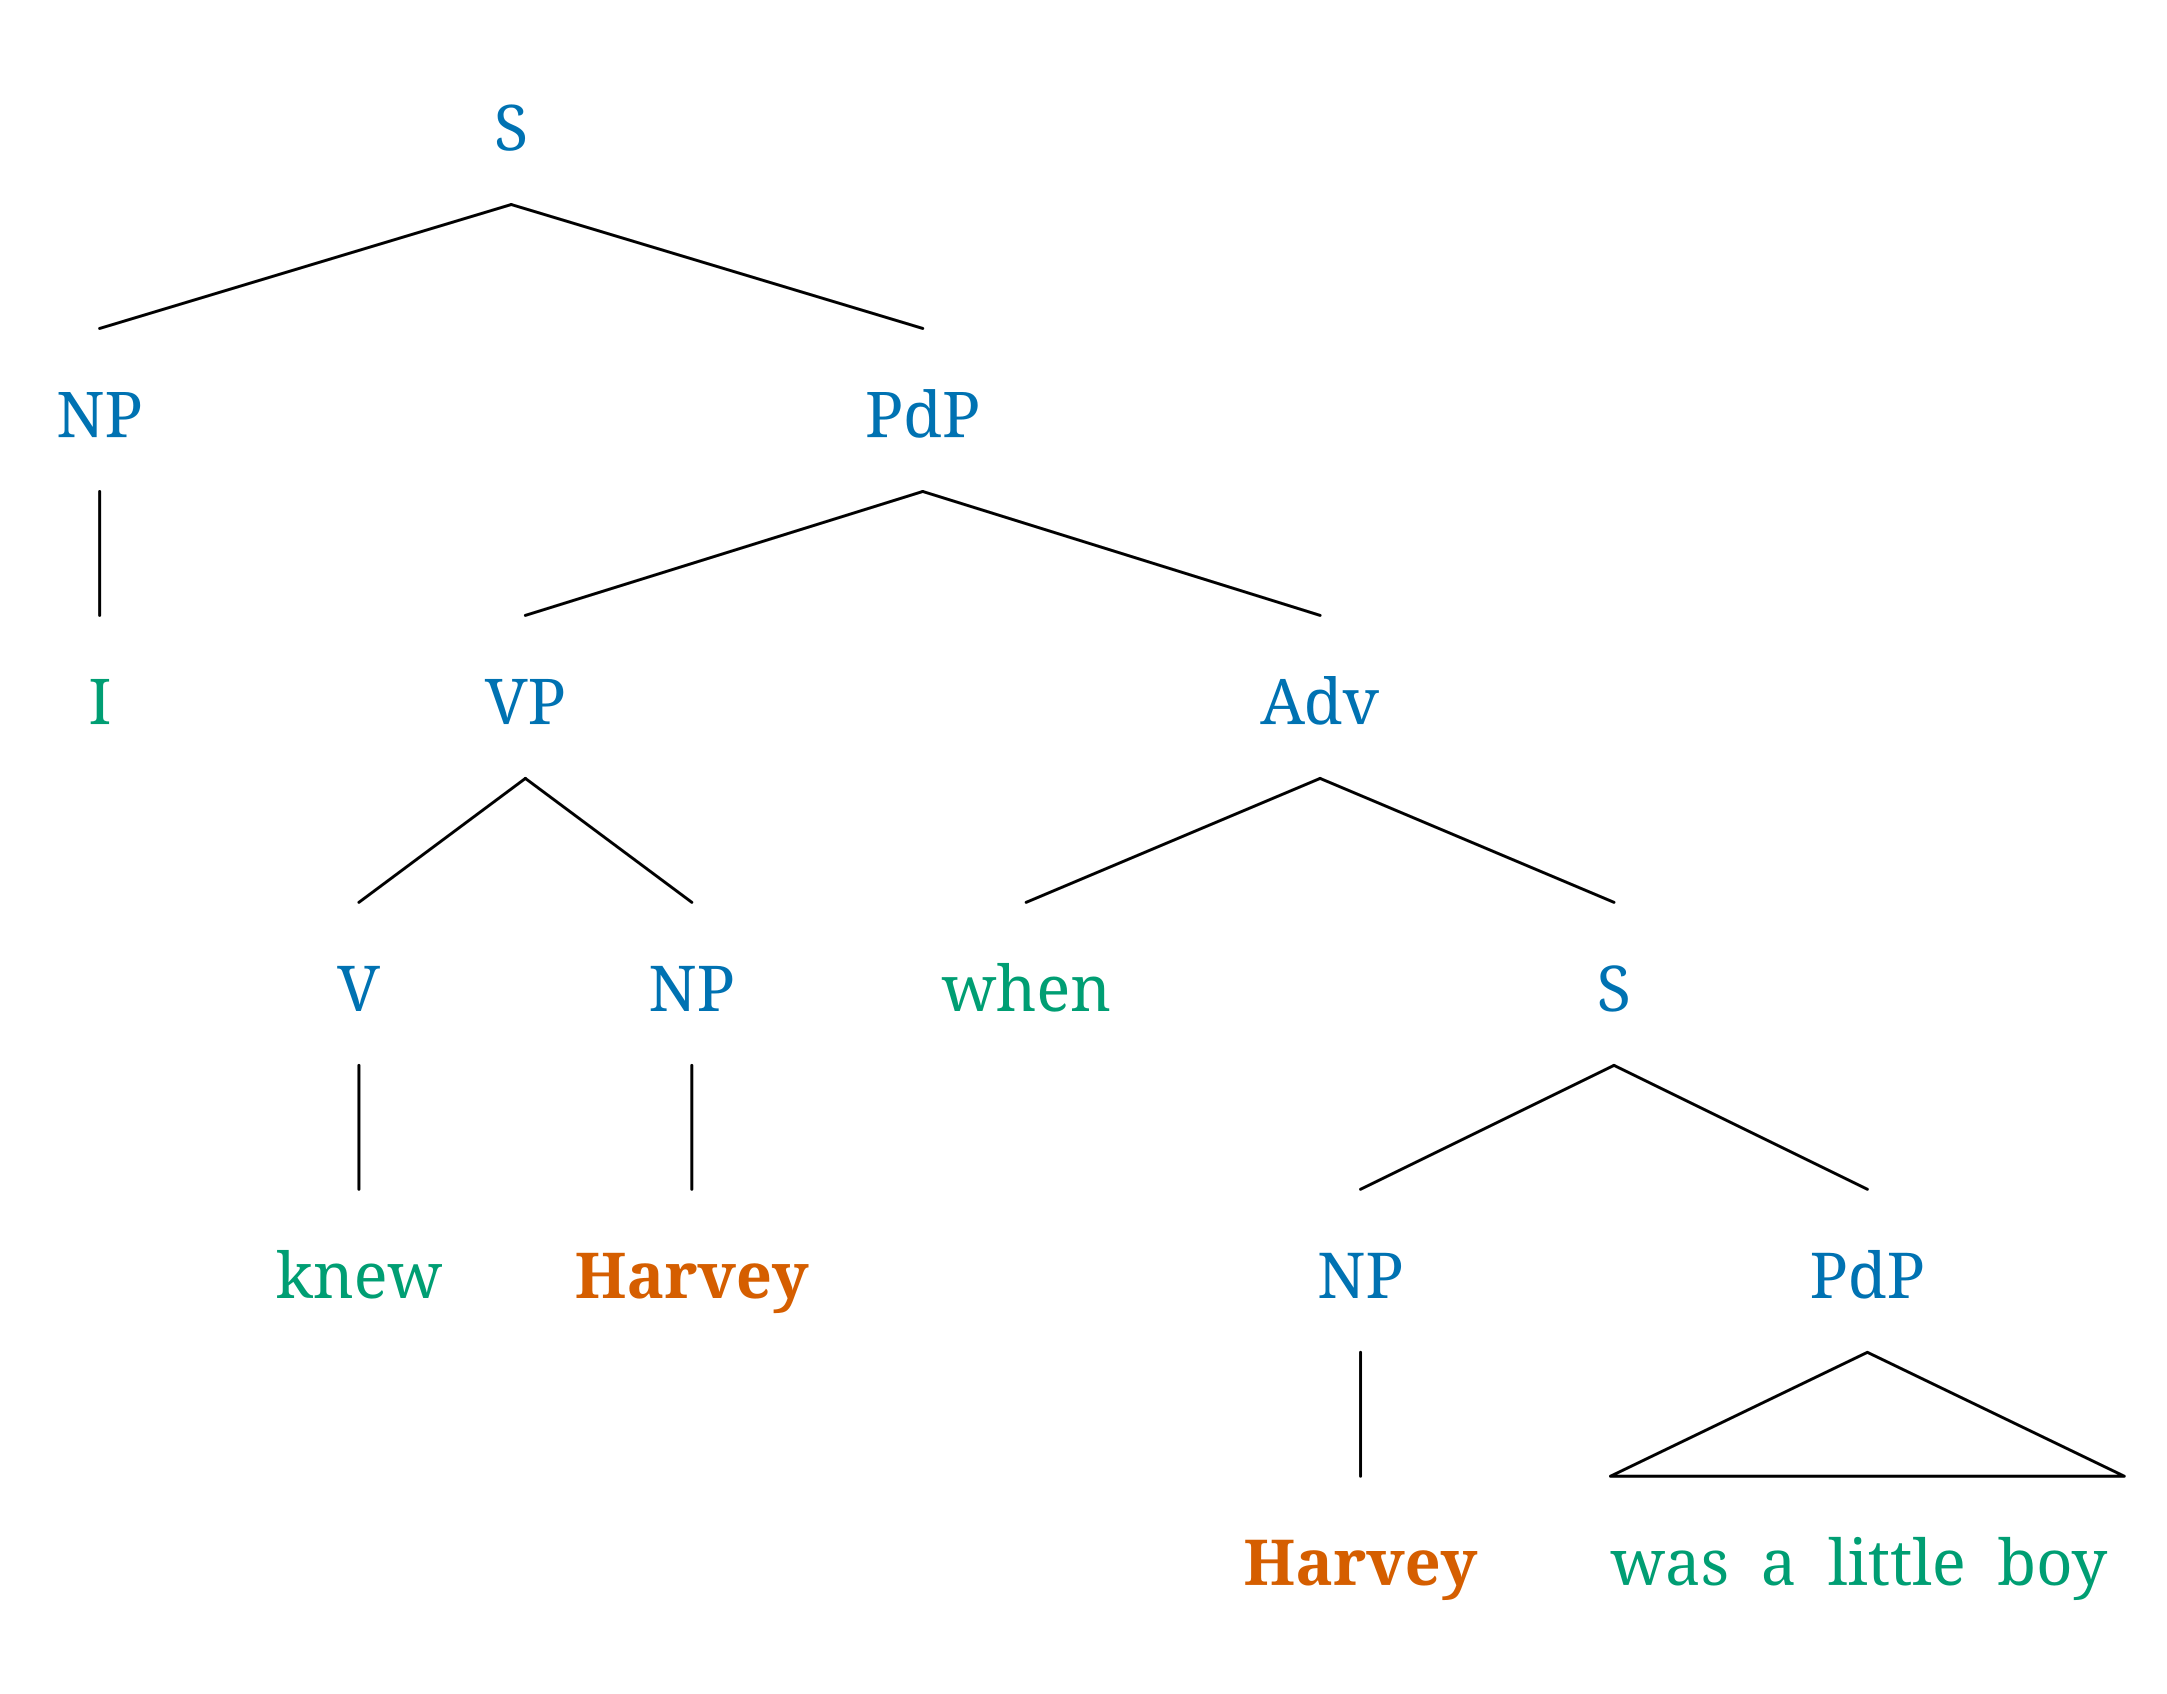 S
NP PdP
I VP Adv
V NP when S
knew Harvey NP PdP
Harvey was a little boy